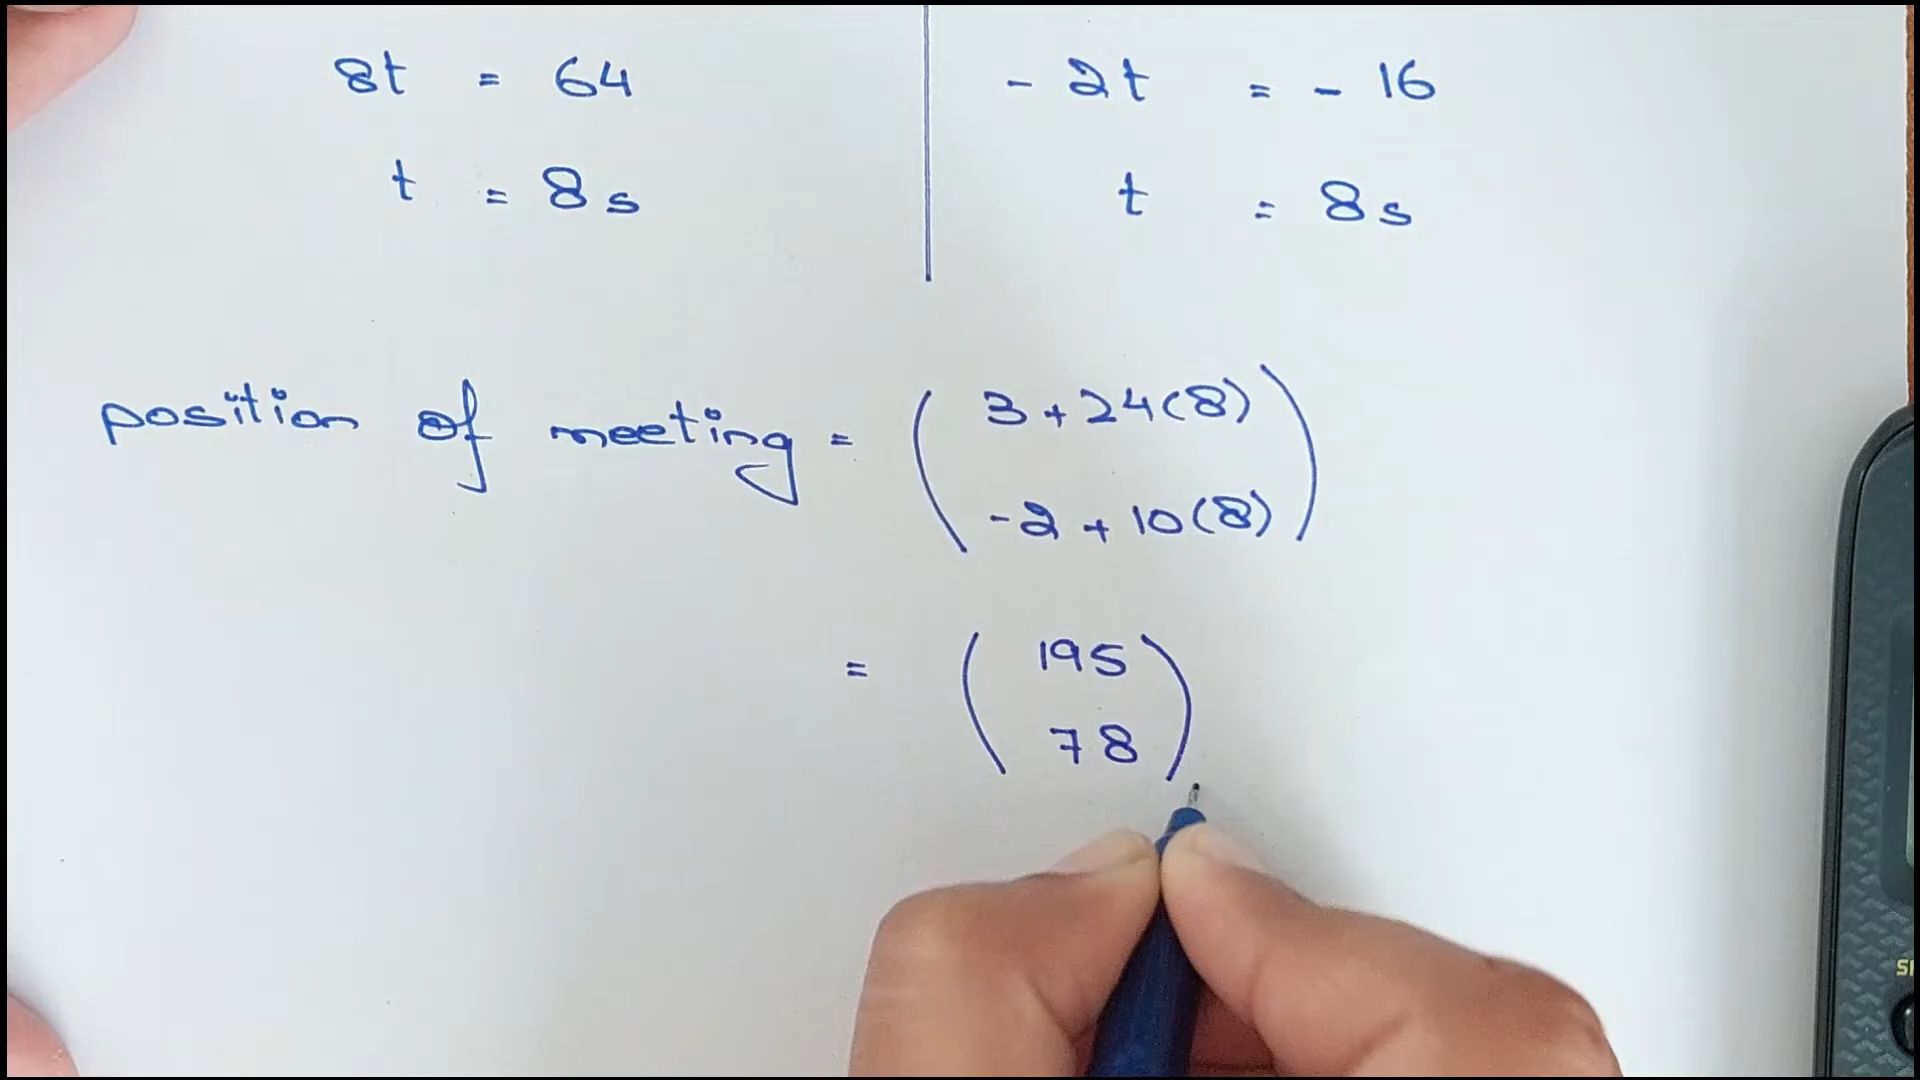 8t = 64
t = 8s
- 2t = - 16
t = 8s
position of meeting = ( 3 + 24(8)
-2 + 10(8) )
= ( 195
78 )